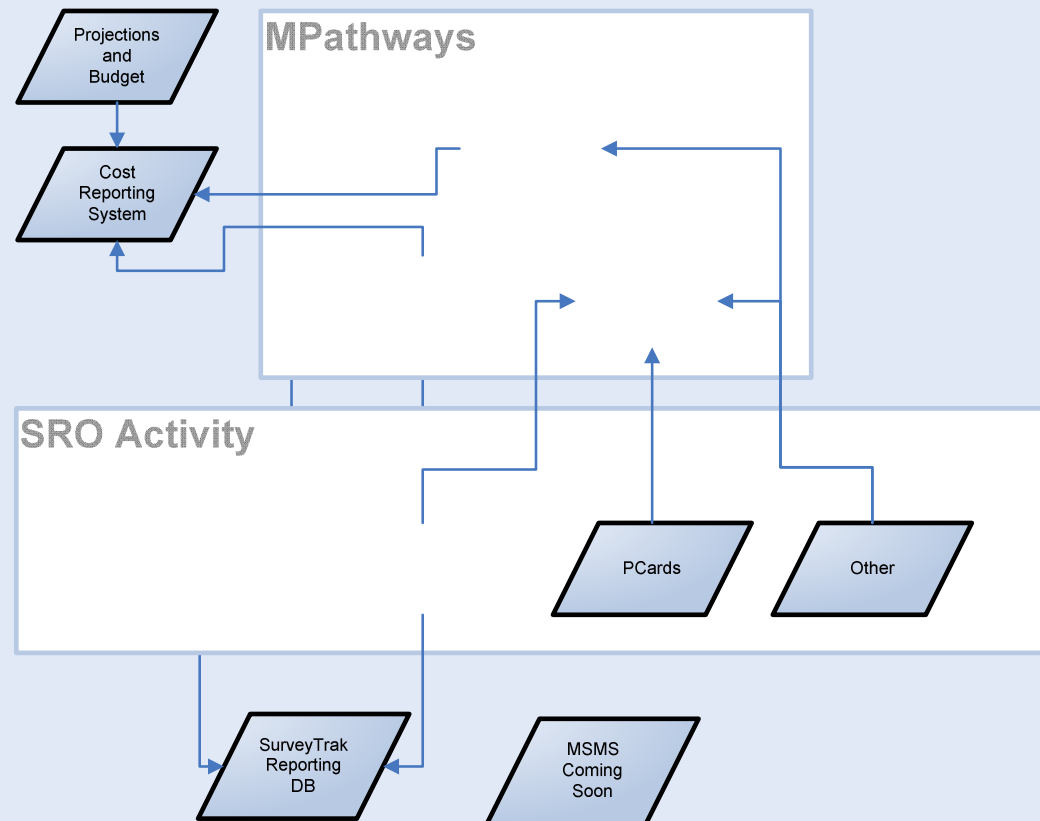 Projections
and
Budget
MPathways
Cost
Reporting
System
SRO Activity
PCards
Other
SurveyTrak
Reporting
DB
MSMS
Coming
Soon